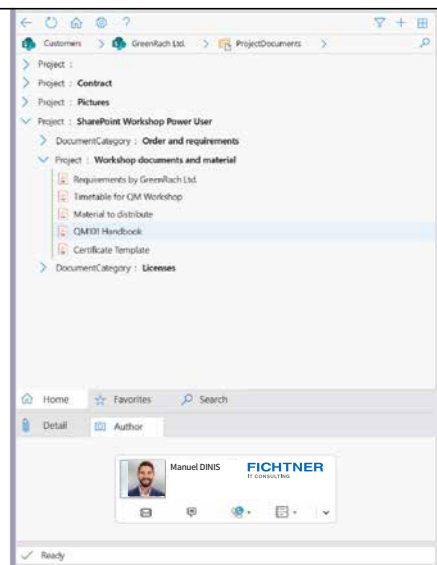 ?
Customers > GreenRach Ltd. > ProjectDocuments >
> Project :
> Project : Contract
> Project : Pictures
Project : SharePoint Workshop Power User
> DocumentCategory : Order and requirements
Project : Workshop documents and material
Requirements by GreenRach Ltd.
Timetable for QM Workshop
Material to distribute
QM101 Handbook
Certificate Template
> DocumentCategory : Licenses
Home Favorites Search
Detail Author
Manuel DINIS
FICHTNER
IT CONSULTING
Ready